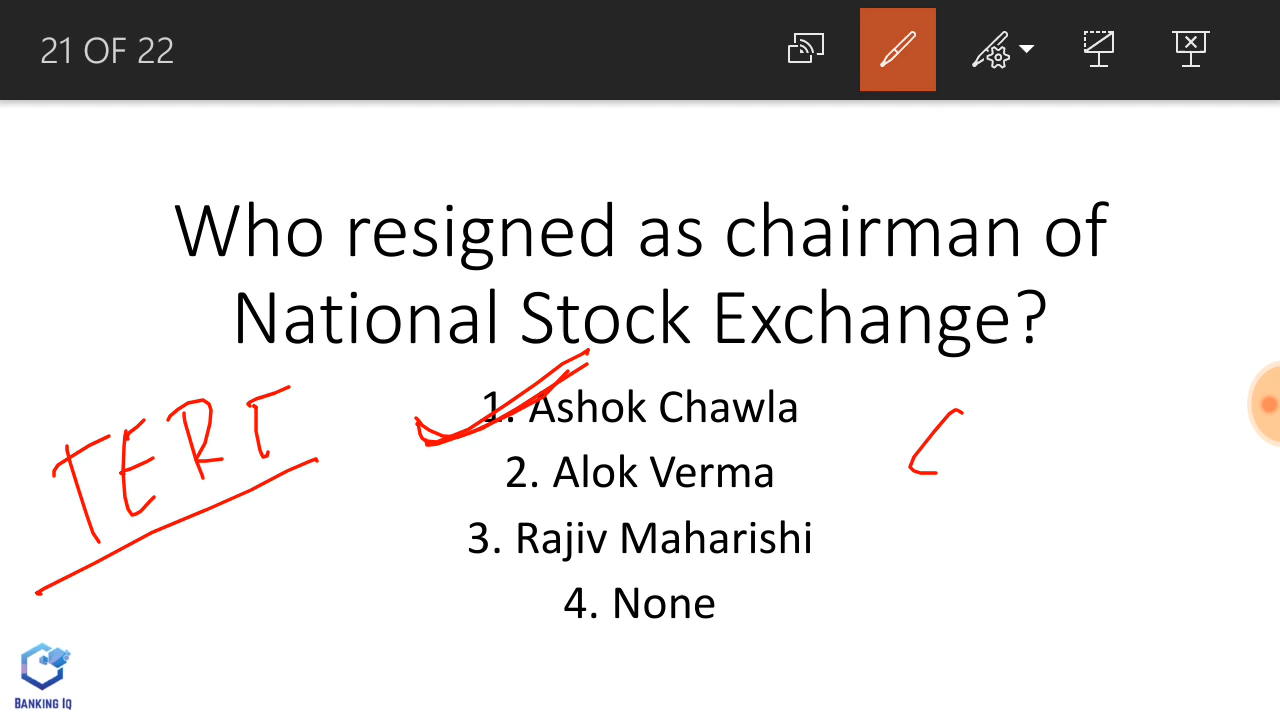 21 OF 22
Who resigned as chairman of
National Stock Exchange?
1. Ashok Chawla
2. Alok Verma
3. Rajiv Maharishi
4. None
TERI
BANKING IQ